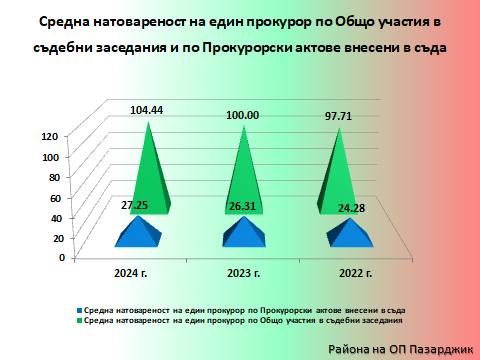 Средна натовареност на един прокурор по Общо участия в
съдебни заседания и по Прокурорски актове внесени в съда
104.44
100.00
97.71
120
100
80
60
40
20
0
27.25
26.31
24.28
2024 г.
2023 г.
2022 г.
Средна натовареност на един прокурор по Прокурорски актове внесени в съда
Средна натовареност на един прокурор по Общо участия в съдебни заседания
Района на ОП Пазарджик